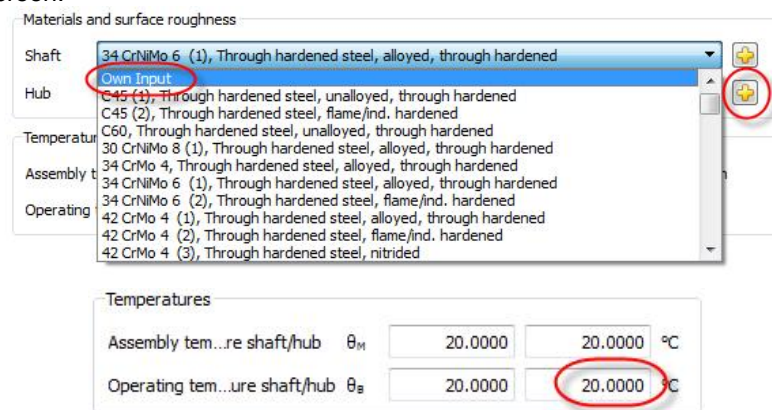 Materials and surface roughness
Shaft 34 CrNiMo 6 (1), Through hardened steel, alloyed, through hardened
Own Input
Hub C45 (1), Through hardened steel, unalloyed, through hardened
C45 (2), Through hardened steel, flame/ind. hardened
Temperatur C60, Through hardened steel, unalloyed, through hardened
30 CrNiMo 8 (1), Through hardened steel, alloyed, through hardened
Assembly t 34 CrMo 4, Through hardened steel, alloyed, through hardened
34 CrNiMo 6 (1), Through hardened steel, alloyed, through hardened
34 CrNiMo 6 (2), Through hardened steel, flame/ind. hardened
Operating 42 CrMo 4 (1), Through hardened steel, alloyed, through hardened
42 CrMo 4 (2), Through hardened steel, flame/ind. hardened
42 CrMo 4 (3), Through hardened steel, nitrided
Temperatures
Assembly tem...re shaft/hub θM 20.0000 20.0000 °C
Operating tem...ure shaft/hub θB 20.0000 20.0000 °C